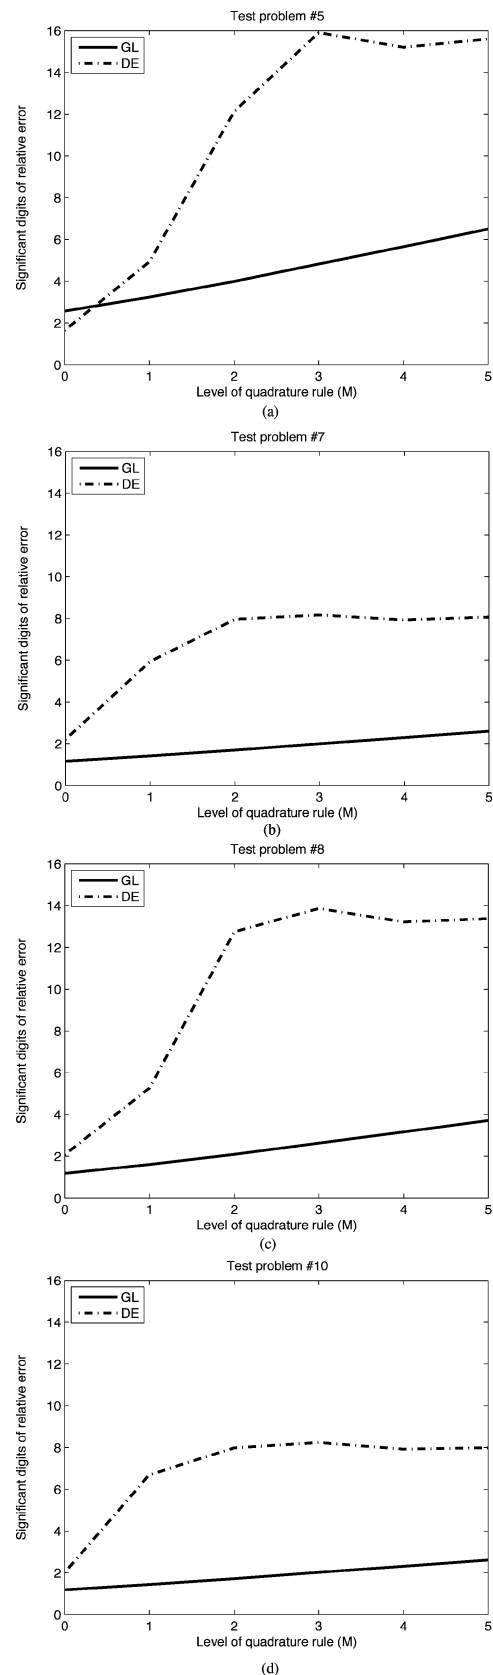 Test problem #5
16
GL
DE
14
12
10
8
6
4
2
0
Significant digits of relative error
0 1 2 3 4 5
Level of quadrature rule (M)
(a)
Test problem #7
16
GL
DE
14
12
10
8
6
4
2
0
Significant digits of relative error
0 1 2 3 4 5
Level of quadrature rule (M)
(b)
Test problem #8
16
GL
DE
14
12
10
8
6
4
2
0
Significant digits of relative error
0 1 2 3 4 5
Level of quadrature rule (M)
(c)
Test problem #10
16
GL
DE
14
12
10
8
6
4
2
0
Significant digits of relative error
0 1 2 3 4 5
Level of quadrature rule (M)
(d)